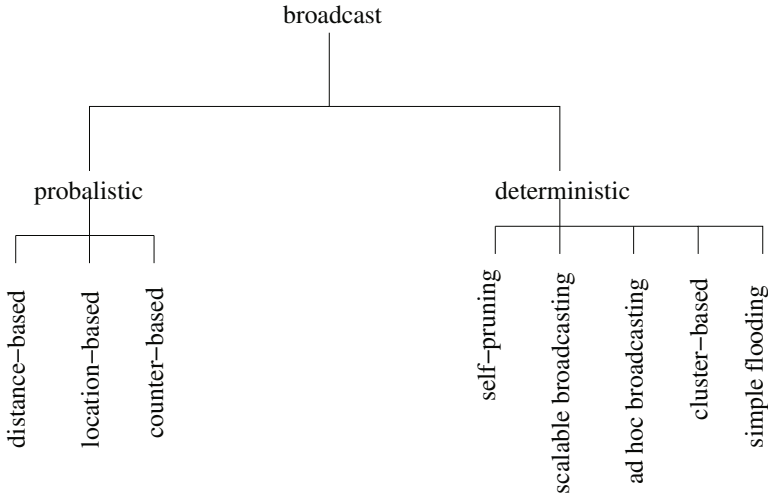 broadcast
probalistic
deterministic
distance−based
location−based
counter−based
self−pruning
scalable broadcasting
ad hoc broadcasting
cluster−based
simple flooding